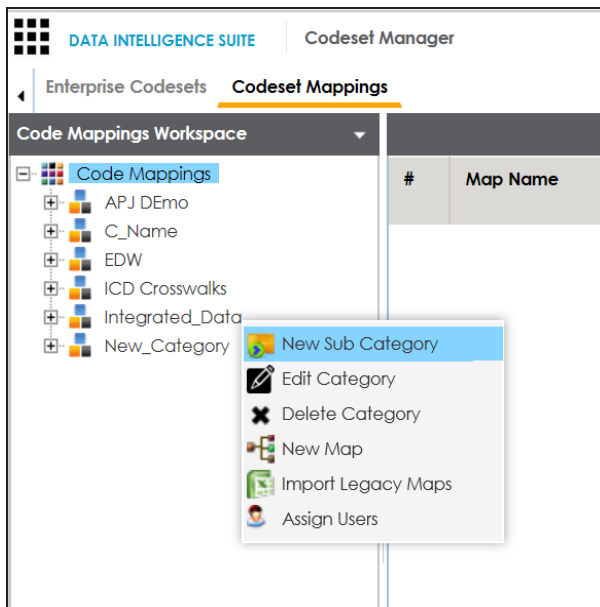 DATA INTELLIGENCE SUITE Codeset Manager
Enterprise Codesets Codeset Mappings
Code Mappings Workspace
# Map Name
Code Mappings
APJ DEmo
C_Name
EDW
ICD Crosswalks
Integrated_Data
New_Category
New Sub Category
Edit Category
Delete Category
New Map
Import Legacy Maps
Assign Users